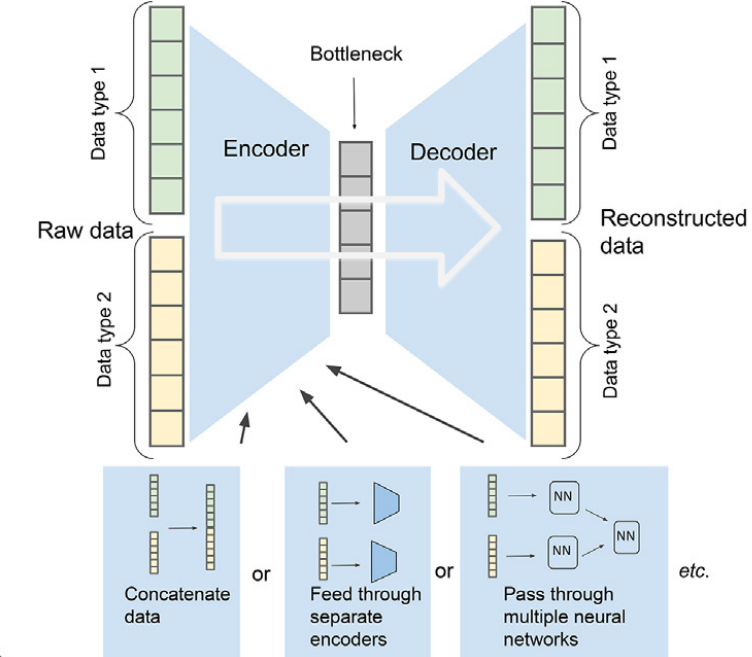 Bottleneck
Data type 1
Encoder
Decoder
Data type 1
Raw data
Reconstructed
data
Data type 2
Data type 2
NN
NN
NN
Concatenate
data
or
Feed through
separate
encoders
or
Pass through
multiple neural
networks
etc.